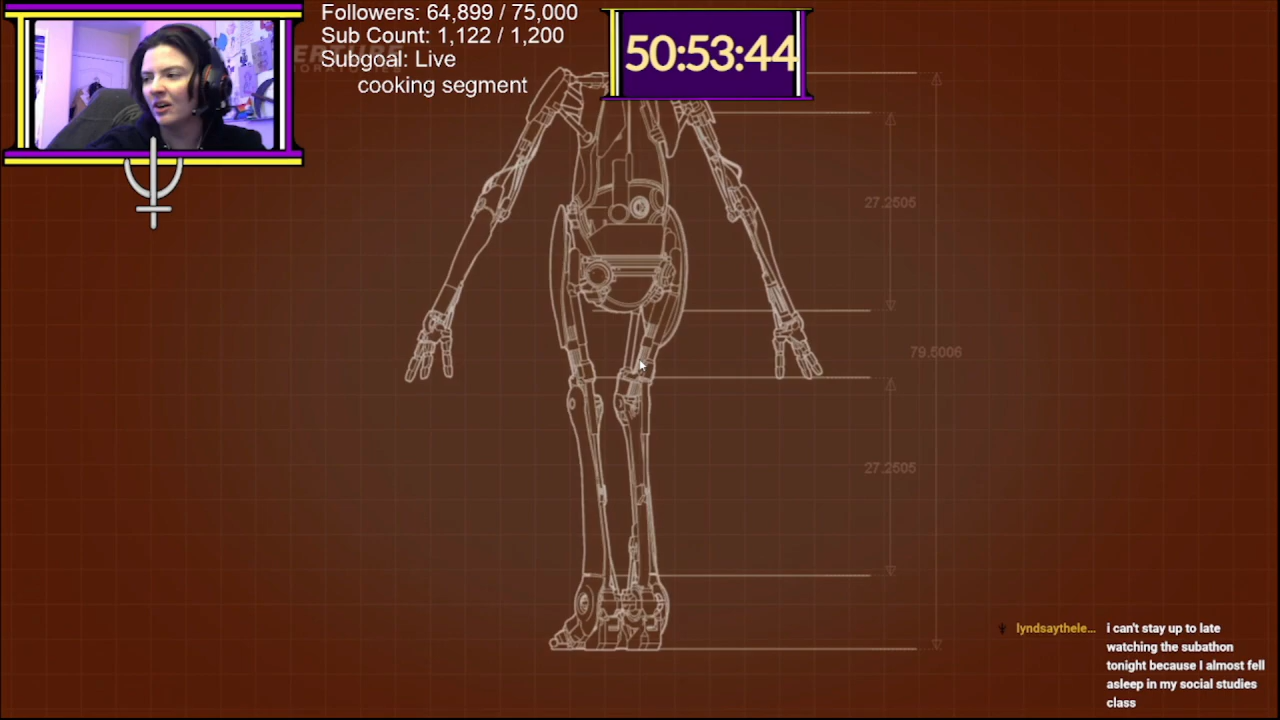 Followers: 64,899 / 75,000
Sub Count: 1,122 / 1,200
Subgoal: Live
cooking segment
50:53:44
27.2505
79.5006
27.2505
lyndsaythele... i can't stay up to late
watching the subathon
tonight because I almost fell
asleep in my social studies
class